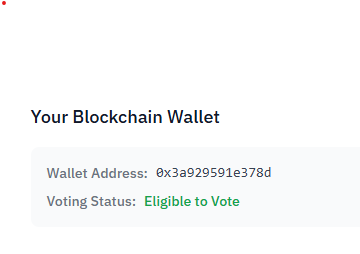 Your Blockchain Wallet
Wallet Address: 0x3a929591e378d
Voting Status: Eligible to Vote